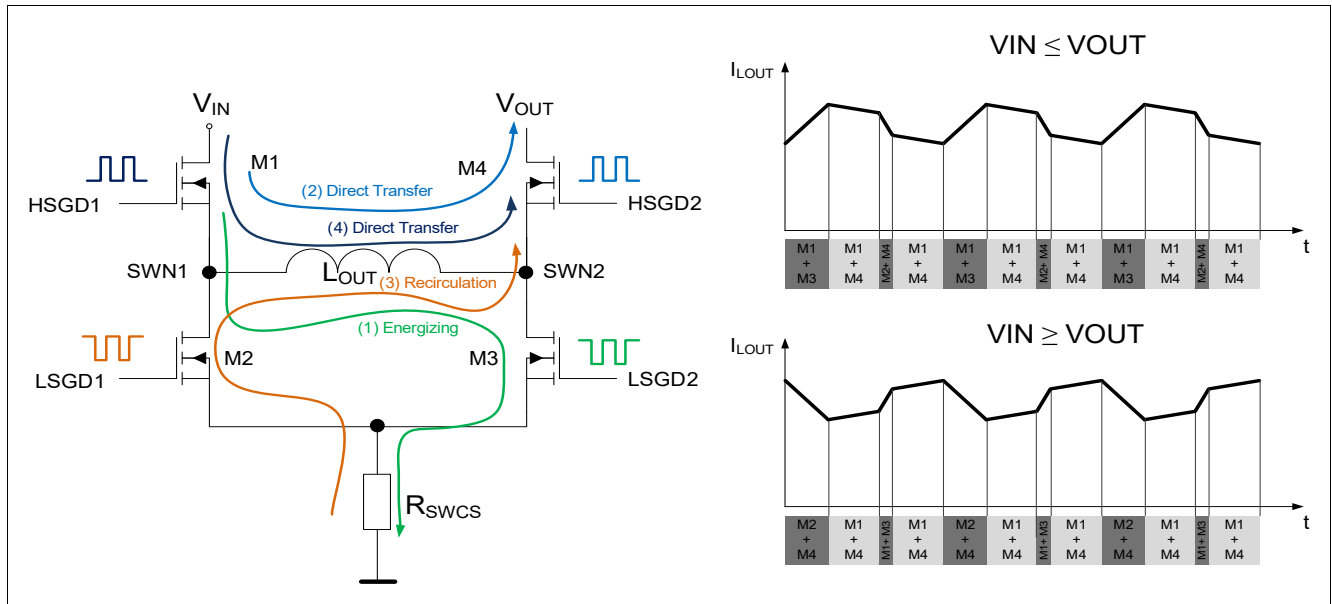 VIN ≤ VOUT
ILOUT
VIN
VOUT
M1
M4
(2) Direct Transfer
HSGD1
HSGD2
(4) Direct Transfer
SWN1
LOUT
SWN2
(3) Recirculation
(1) Energizing
M2
M3
LSGD1
LSGD2
RSWCS
t
M1 + M3
M1 + M4
M2+ M4
M1 + M4
M1 + M3
M1 + M4
M2+ M4
M1 + M4
M1 + M3
M1 + M4
M2+ M4
M1 + M4
VIN ≥ VOUT
ILOUT
t
M2 + M4
M1 + M4
M1+ M3
M1 + M4
M2 + M4
M1 + M4
M1+ M3
M1 + M4
M2 + M4
M1 + M4
M1+ M3
M1 + M4